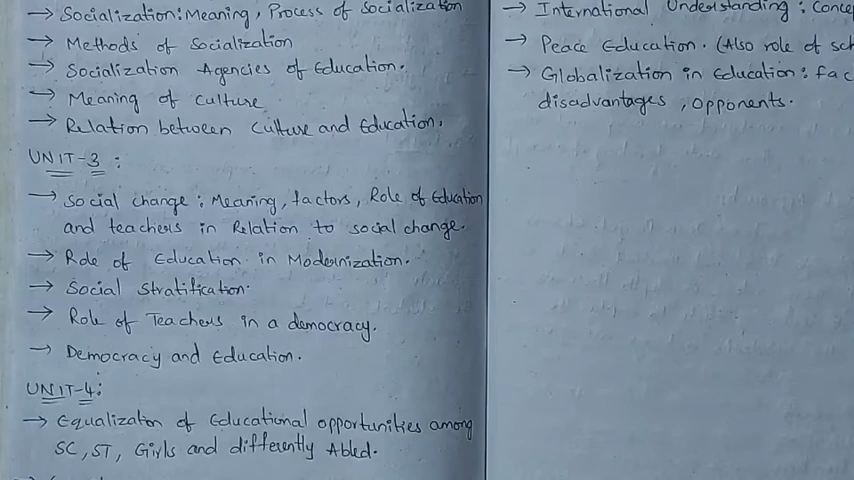 → Socialization: Meaning, Process of Socialization
→ Methods of Socialization
→ Socialization Agencies of Education.
→ Meaning of Culture
→ Relation between Culture and Education.
UNIT-3:
→ Social change: Meaning, factors, Role of Education
and teachers in Relation to social change.
→ Role of Education in Modernization.
→ Social Stratification.
→ Role of Teachers in a democracy.
→ Democracy and Education.
UNIT-4:
→ Equalization of Educational opportunities among
SC, ST, Girls and differently Abled.
→ International Understanding:
→ Peace Education. (Also role of
→ Globalization in Education:
disadvantages, Opponents.